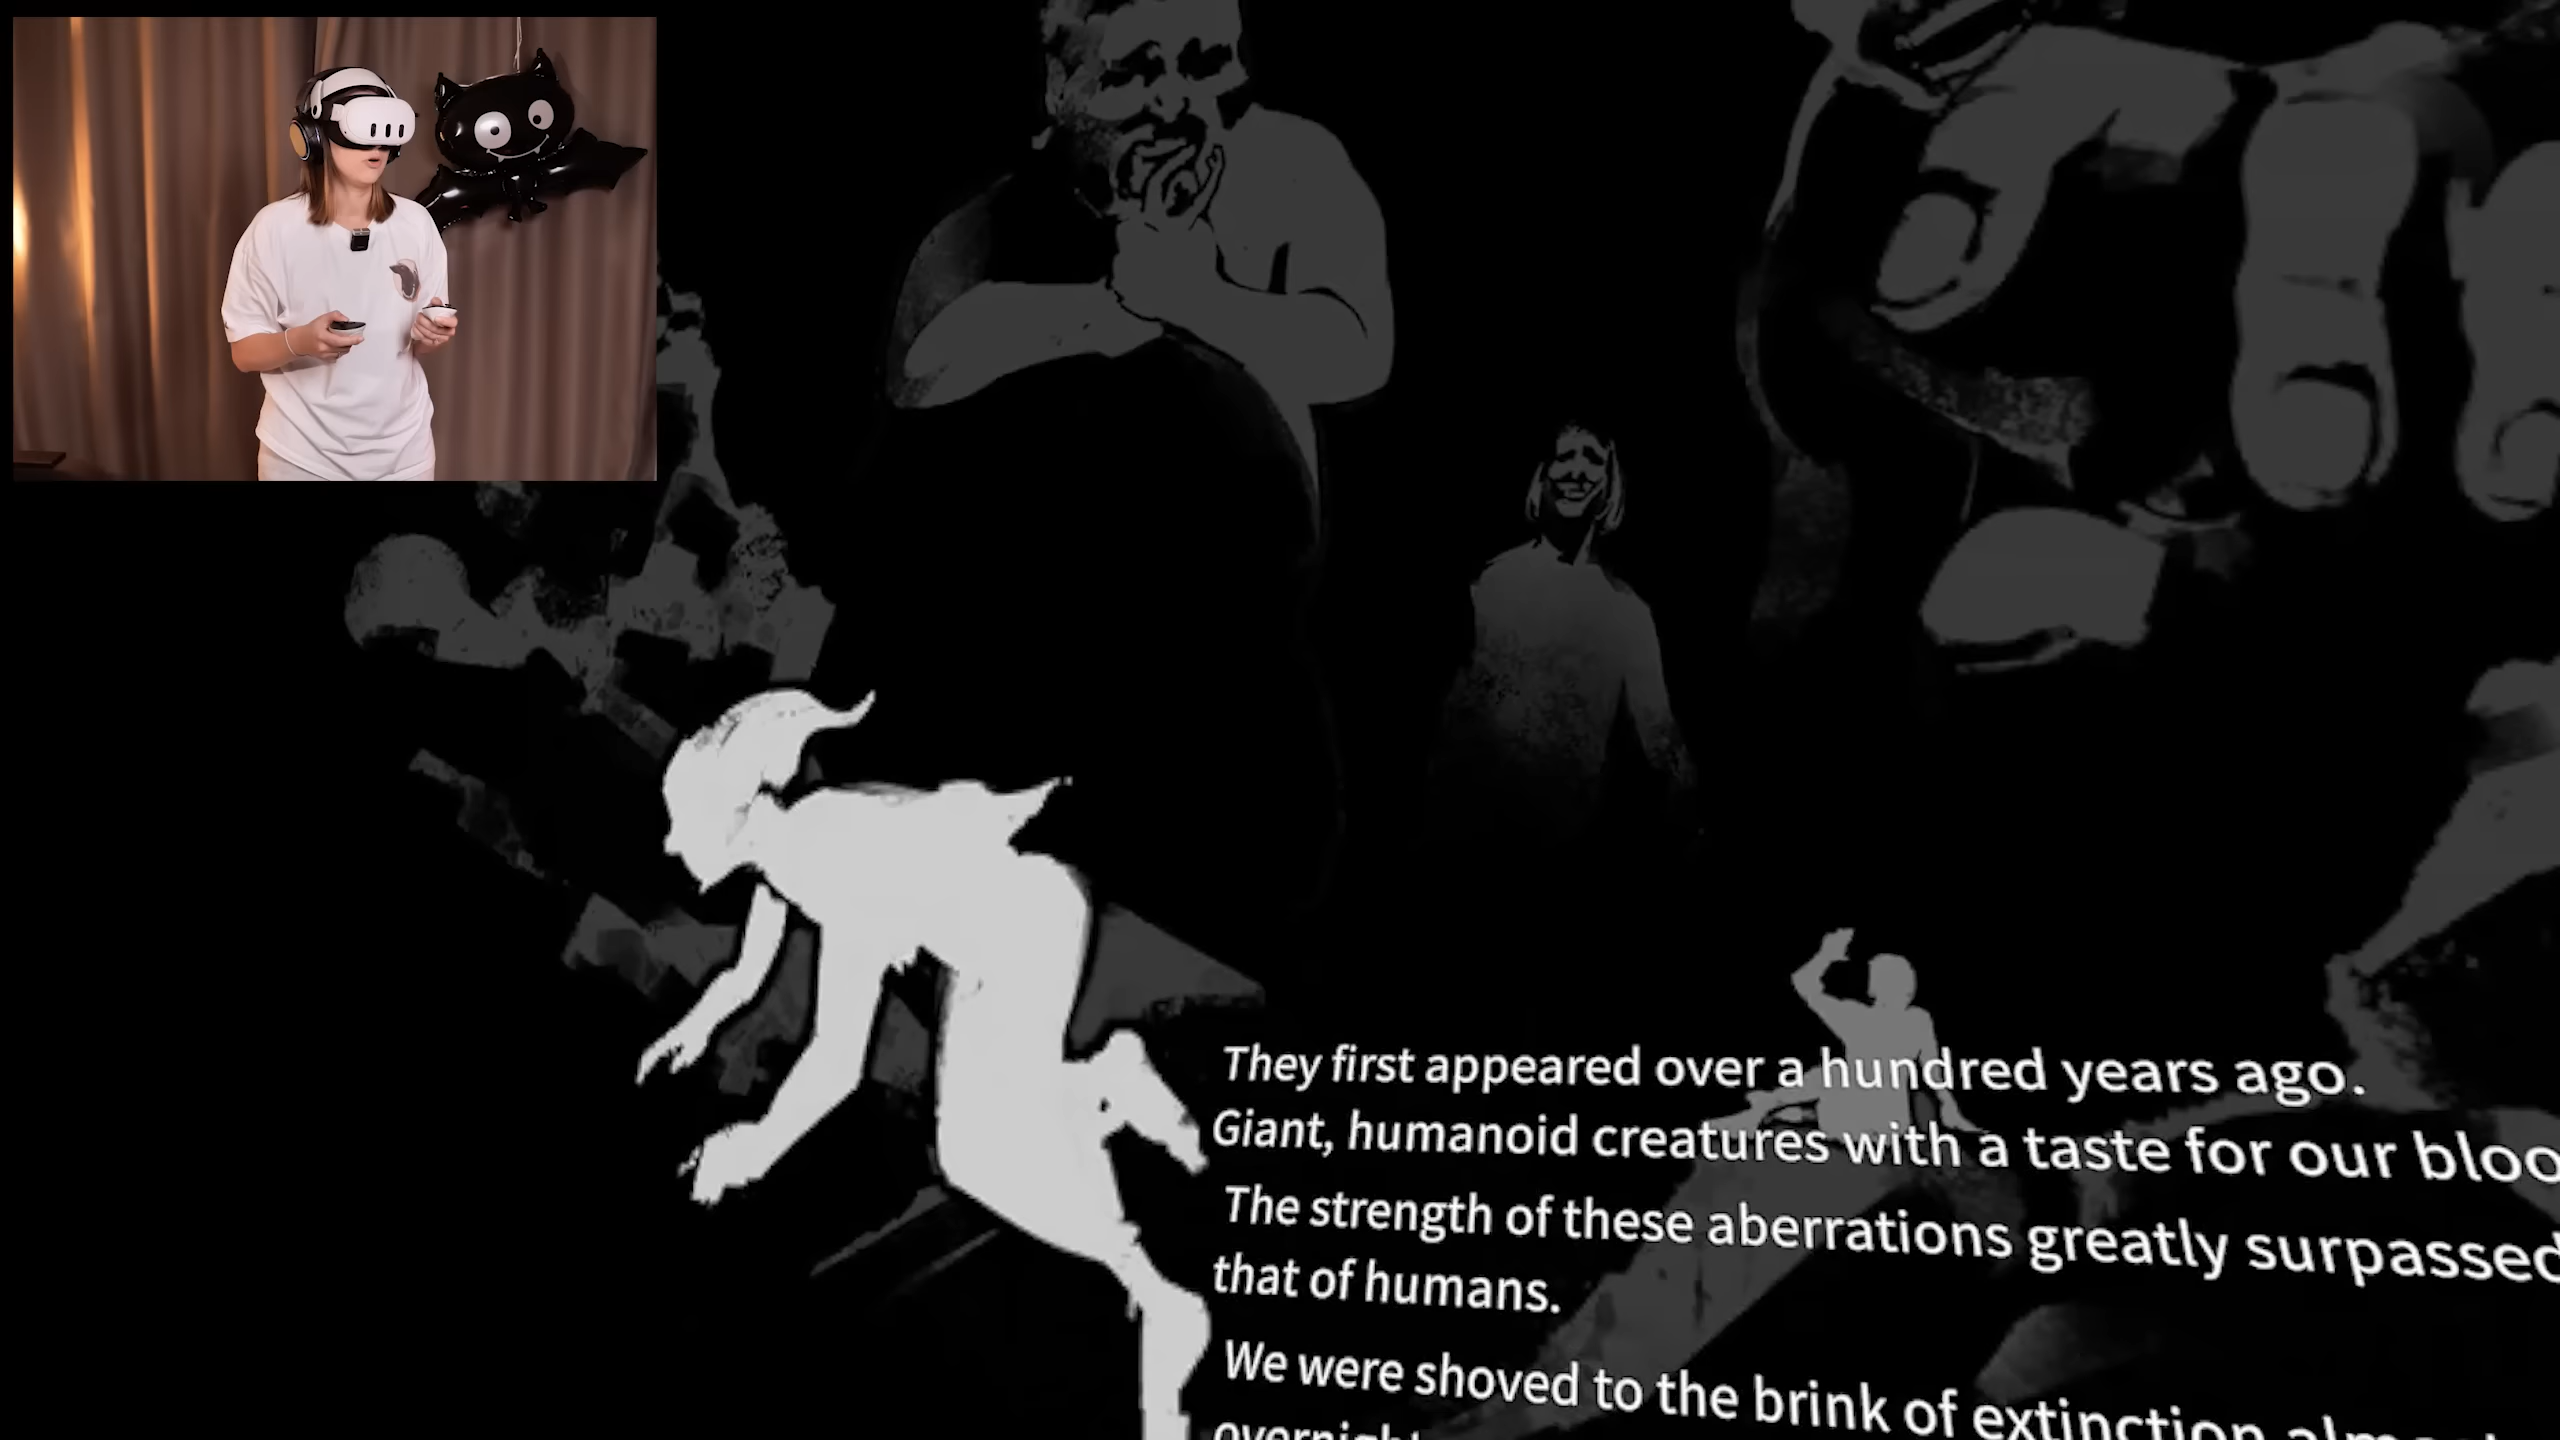 They first appeared over a hundred years ago.
Giant, humanoid creatures with a taste for our
The strength of these aberrations greatly surpassed
that of humans.
We were shoved to the brink of extinction